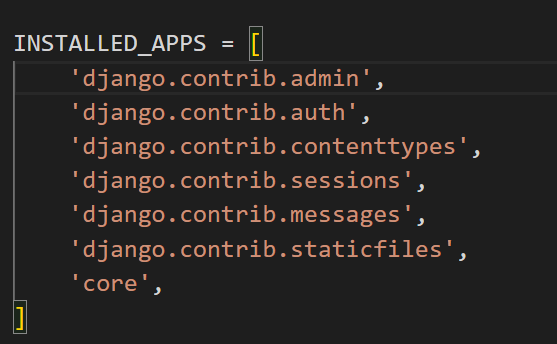 INSTALLED_APPS = [
    'django.contrib.admin',
    'django.contrib.auth',
    'django.contrib.contenttypes',
    'django.contrib.sessions',
    'django.contrib.messages',
    'django.contrib.staticfiles',
    'core',
]